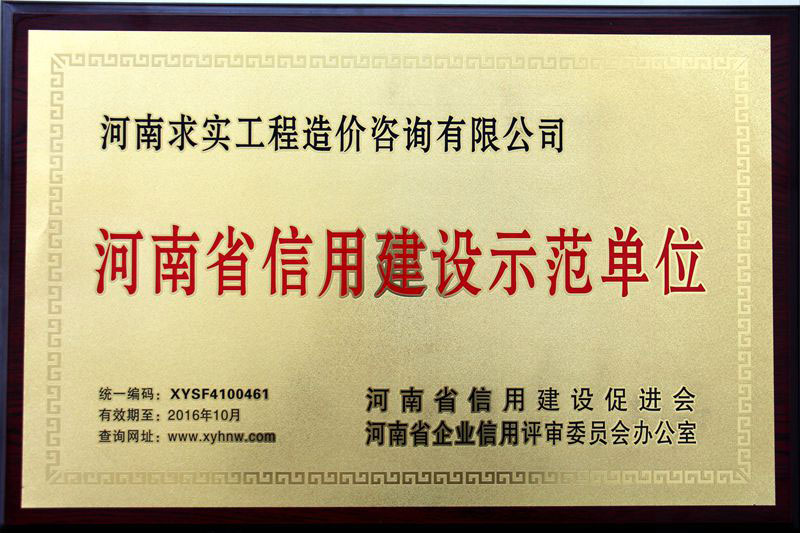 河南求实工程造价咨询有限公司
河南省信用建设示范单位
统一编码：XYSF4100461
有效期至：2016年10月
查询网址：www.xyhnw.com
河南省信用建设促进会
河南省企业信用评审委员会办公室